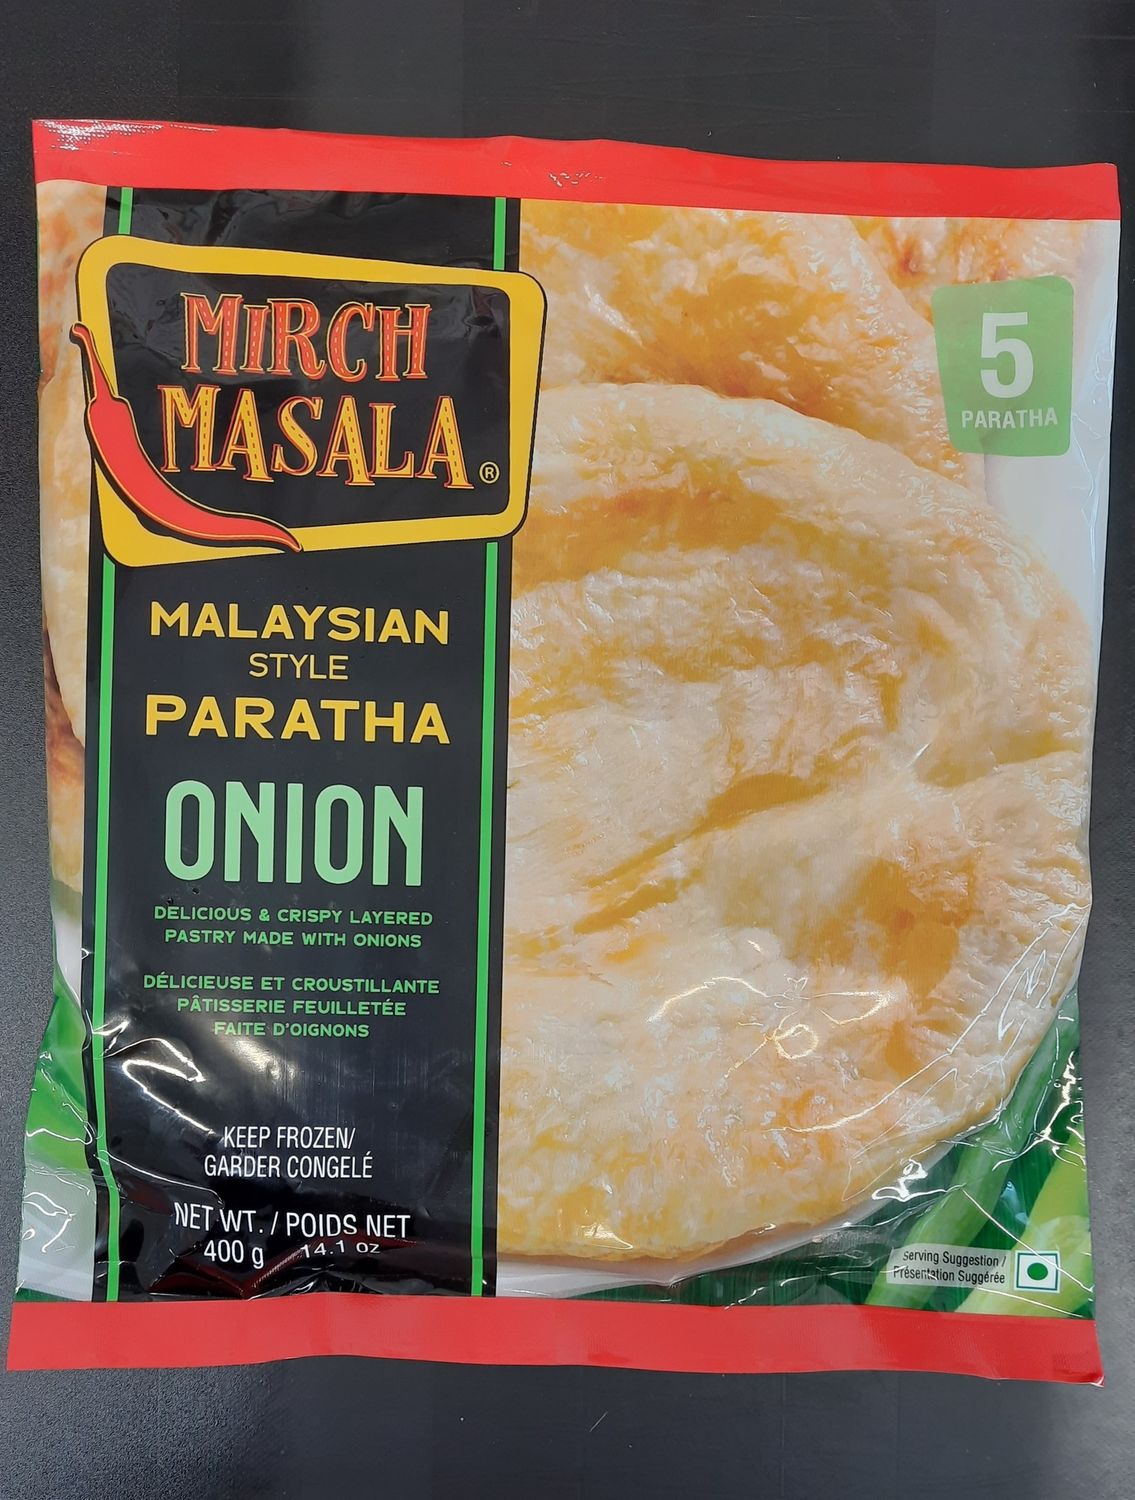 MIRCH
MASALA®
5
PARATHA
MALAYSIAN
STYLE
PARATHA
ONION
DELICIOUS & CRISPY LAYERED
PASTRY MADE WITH ONIONS
DÉLICIEUSE ET CROUSTILLANTE
PÂTISSERIE FEUILLETÉE
FAITE D'OIGNONS
KEEP FROZEN/
GARDER CONGELÉ
NET WT. / POIDS NET
400 g 14.1 oz
Serving Suggestion /
Présentation Suggérée